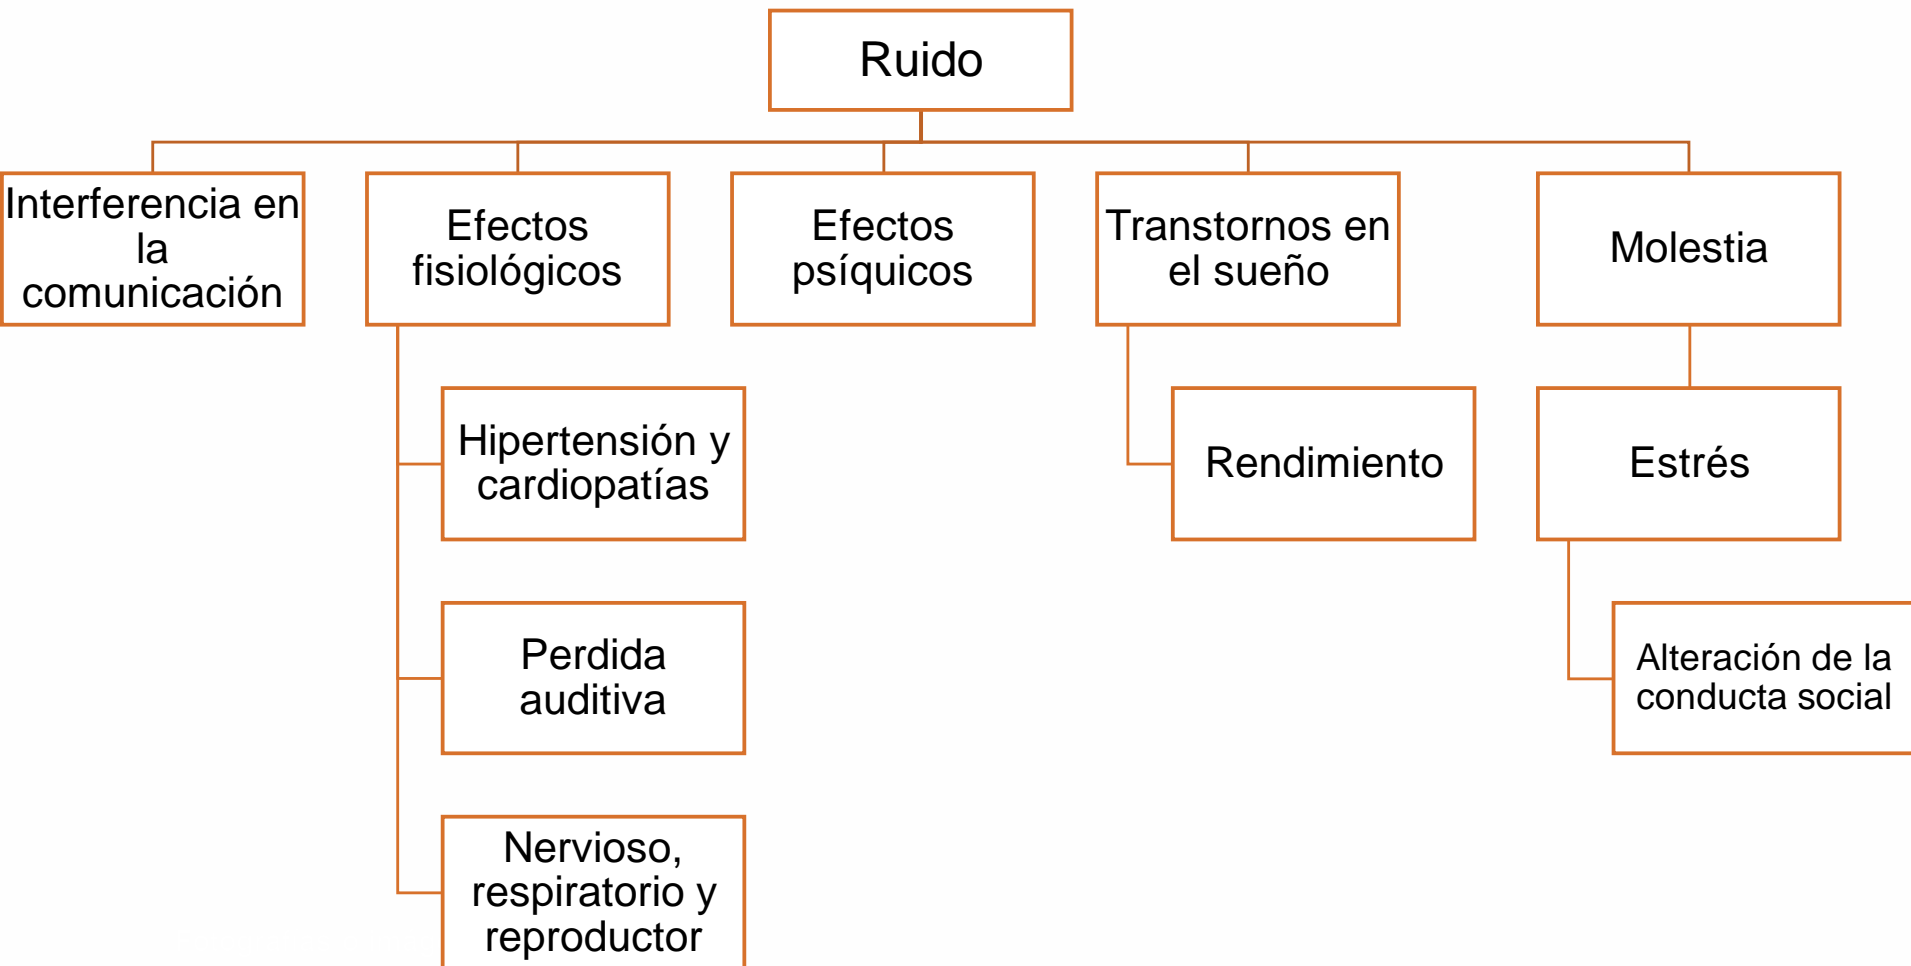 Ruido
Interferencia en
la
comunicación
Efectos
fisiológicos
Efectos
psíquicos
Transtornos en
el sueño
Molestia
Hipertensión y
cardiopatías
Rendimiento
Estrés
Perdida
auditiva
Alteración de la
conducta social
Nervioso,
respiratorio y
reproductor